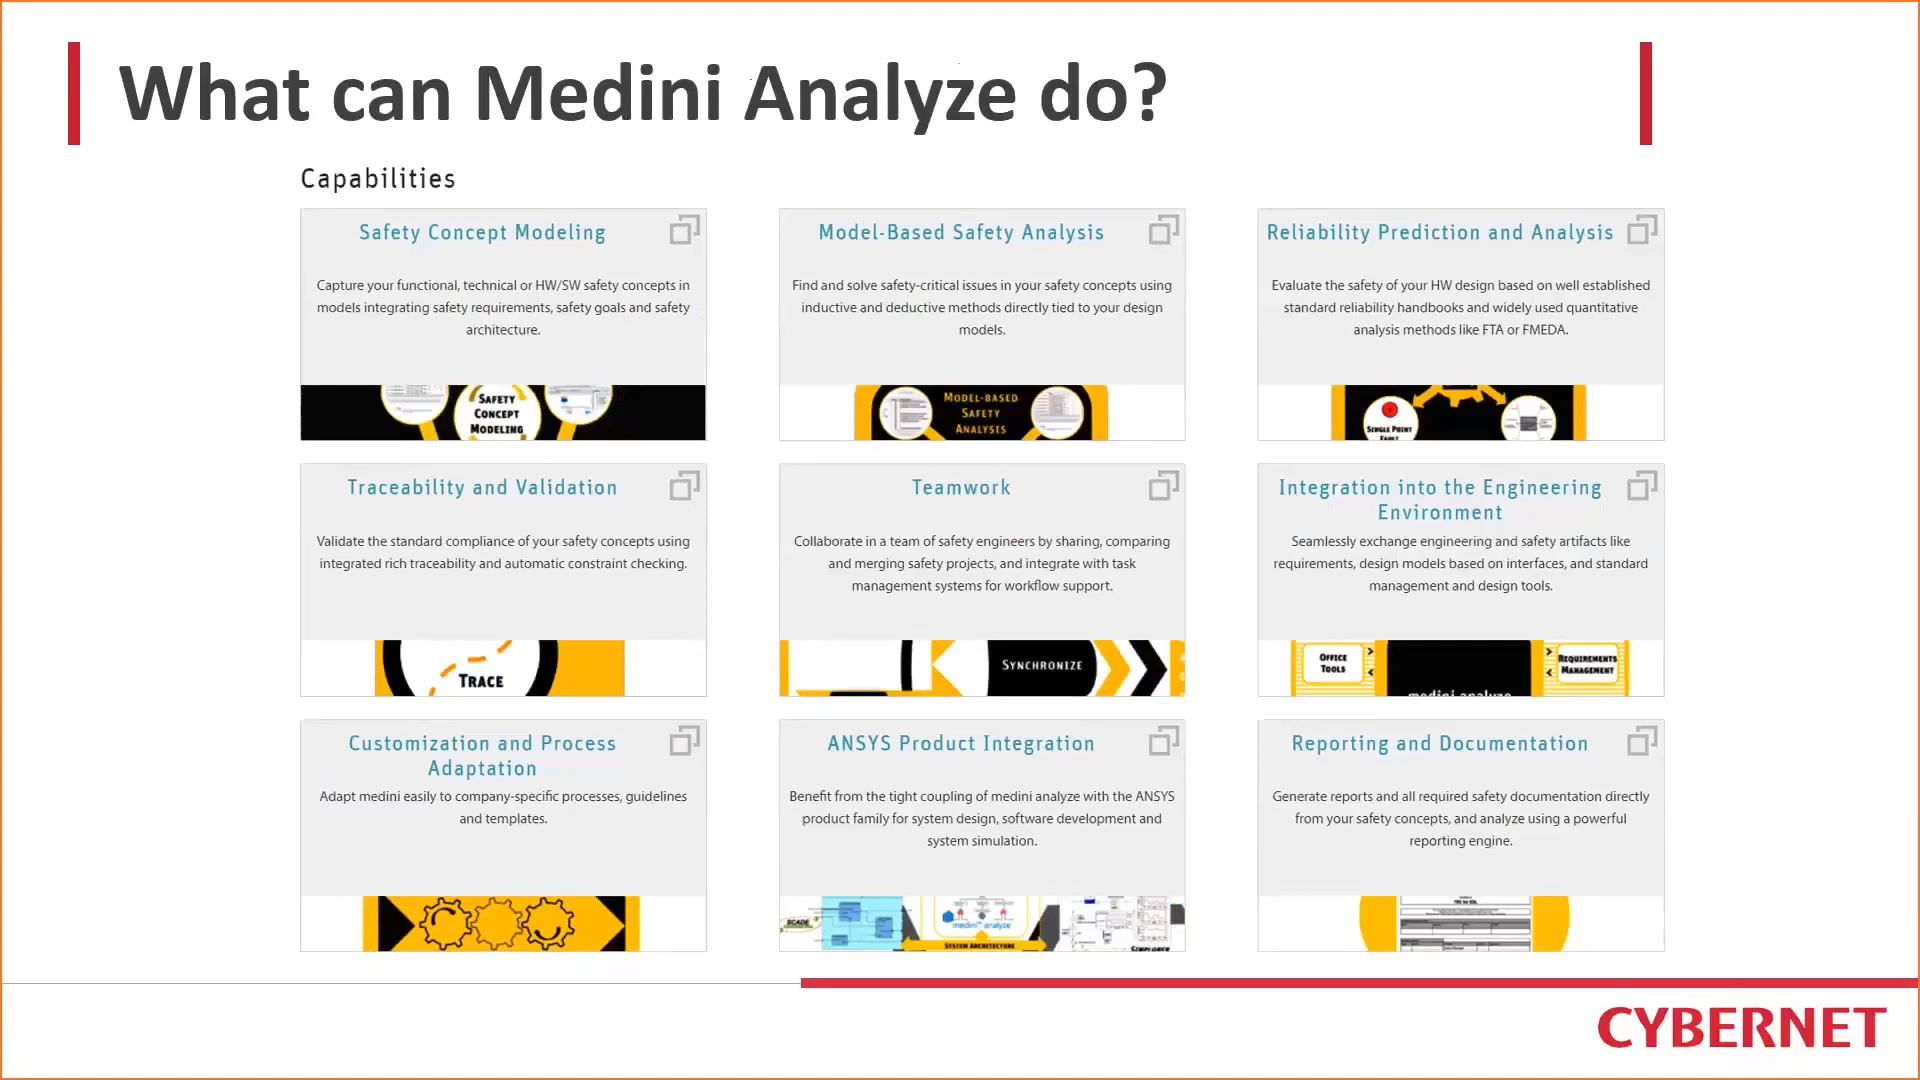 What can Medini Analyze do?
Capabilities
Safety Concept Modeling
Capture your functional, technical or HW/SW safety concepts in
models integrating safety requirements, safety goals and safety
architecture.
SAFETY
CONCEPT
MODELING
Model-Based Safety Analysis
Find and solve safety-critical issues in your safety concepts using
inductive and deductive methods directly tied to your design
models.
MODEL-BASED
SAFETY
ANALYSIS
Reliability Prediction and Analysis
Evaluate the safety of your HW design based on well established
standard reliability handbooks and widely used quantitative
analysis methods like FTA or FMEDA.
SINGLE POINT
FAULT
Traceability and Validation
Validate the standard compliance of your safety concepts using
integrated rich traceability and automatic constraint checking.
TRACE
Teamwork
Collaborate in a team of safety engineers by sharing, comparing
and merging safety projects, and integrate with task
management systems for workflow support.
SYNCHRONIZE
Integration into the Engineering
Environment
Seamlessly exchange engineering and safety artifacts like
requirements, design models based on interfaces, and standard
management and design tools.
OFFICE
TOOLS
medini analyze
REQUIREMENTS
MANAGEMENT
Customization and Process
Adaptation
Adapt medini easily to company-specific processes, guidelines
and templates.
ANSYS Product Integration
Benefit from the tight coupling of medini analyze with the ANSYS
product family for system design, software development and
system simulation.
SCADE
medini analyze
SYSTEM ARCHITECTURE
SIMPLORER
Reporting and Documentation
Generate reports and all required safety documentation directly
from your safety concepts, and analyze using a powerful
reporting engine.
CYBERNET